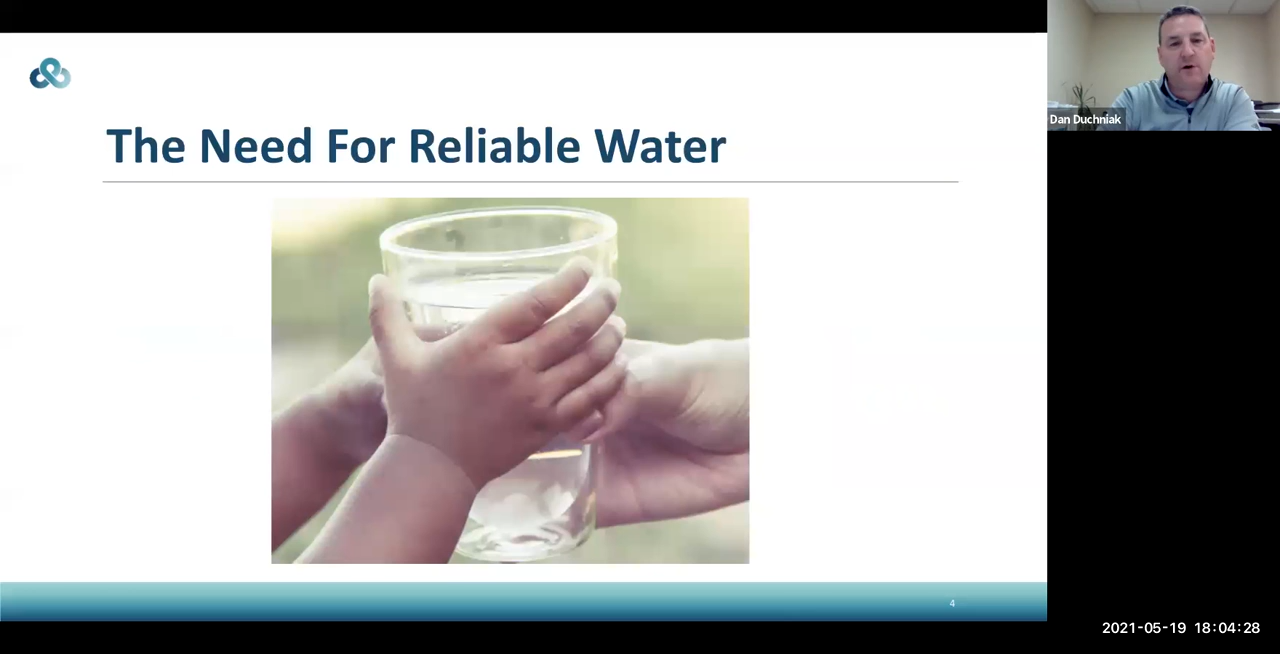 The Need For Reliable Water
Dan Duchniak
4
2021-05-19 18:04:28